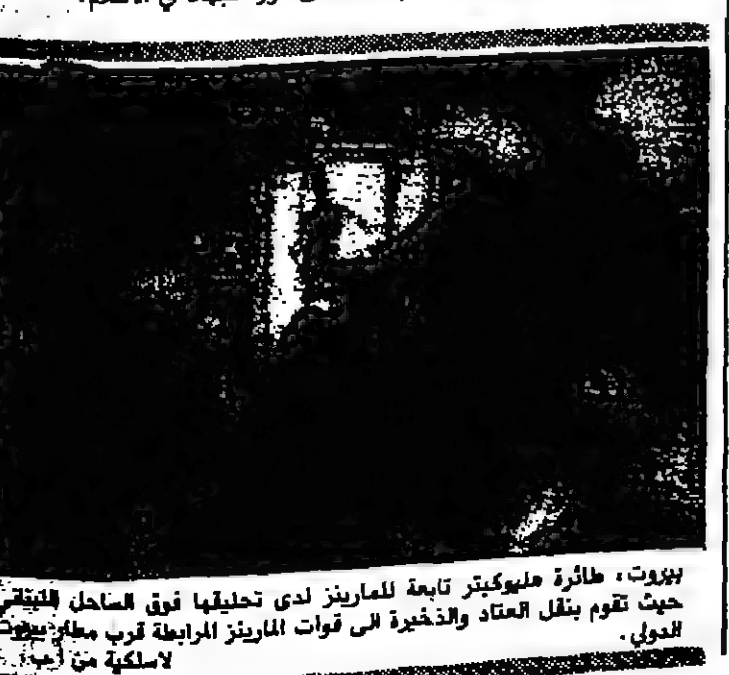 بيروت، طائرة هليوكبتر تابعة للمارينز لدى تحليقها فوق الساحل اللبناني
حيث تقوم بنقل العتاد والذخيرة الى قوات المارينز المرابطة قرب مطار بيروت
الدولي.
لاسلكية من أ.ب